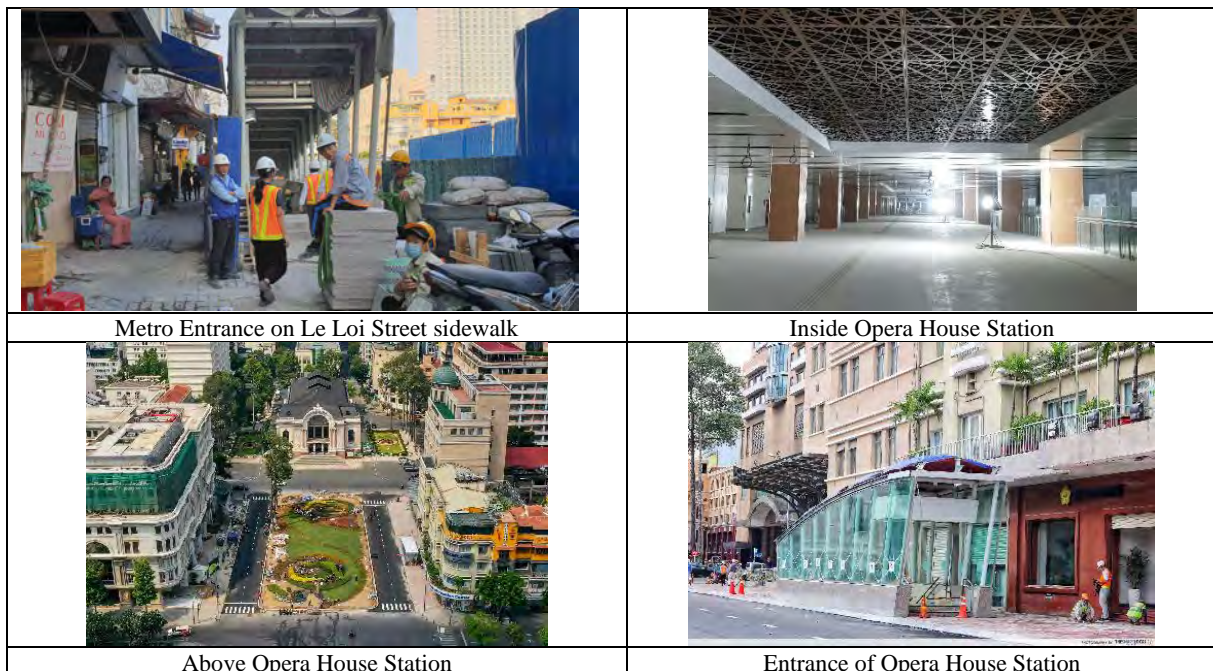 COI
Metro Entrance on Le Loi Street sidewalk
Inside Opera House Station
Above Opera House Station
Entrance of Opera House Station